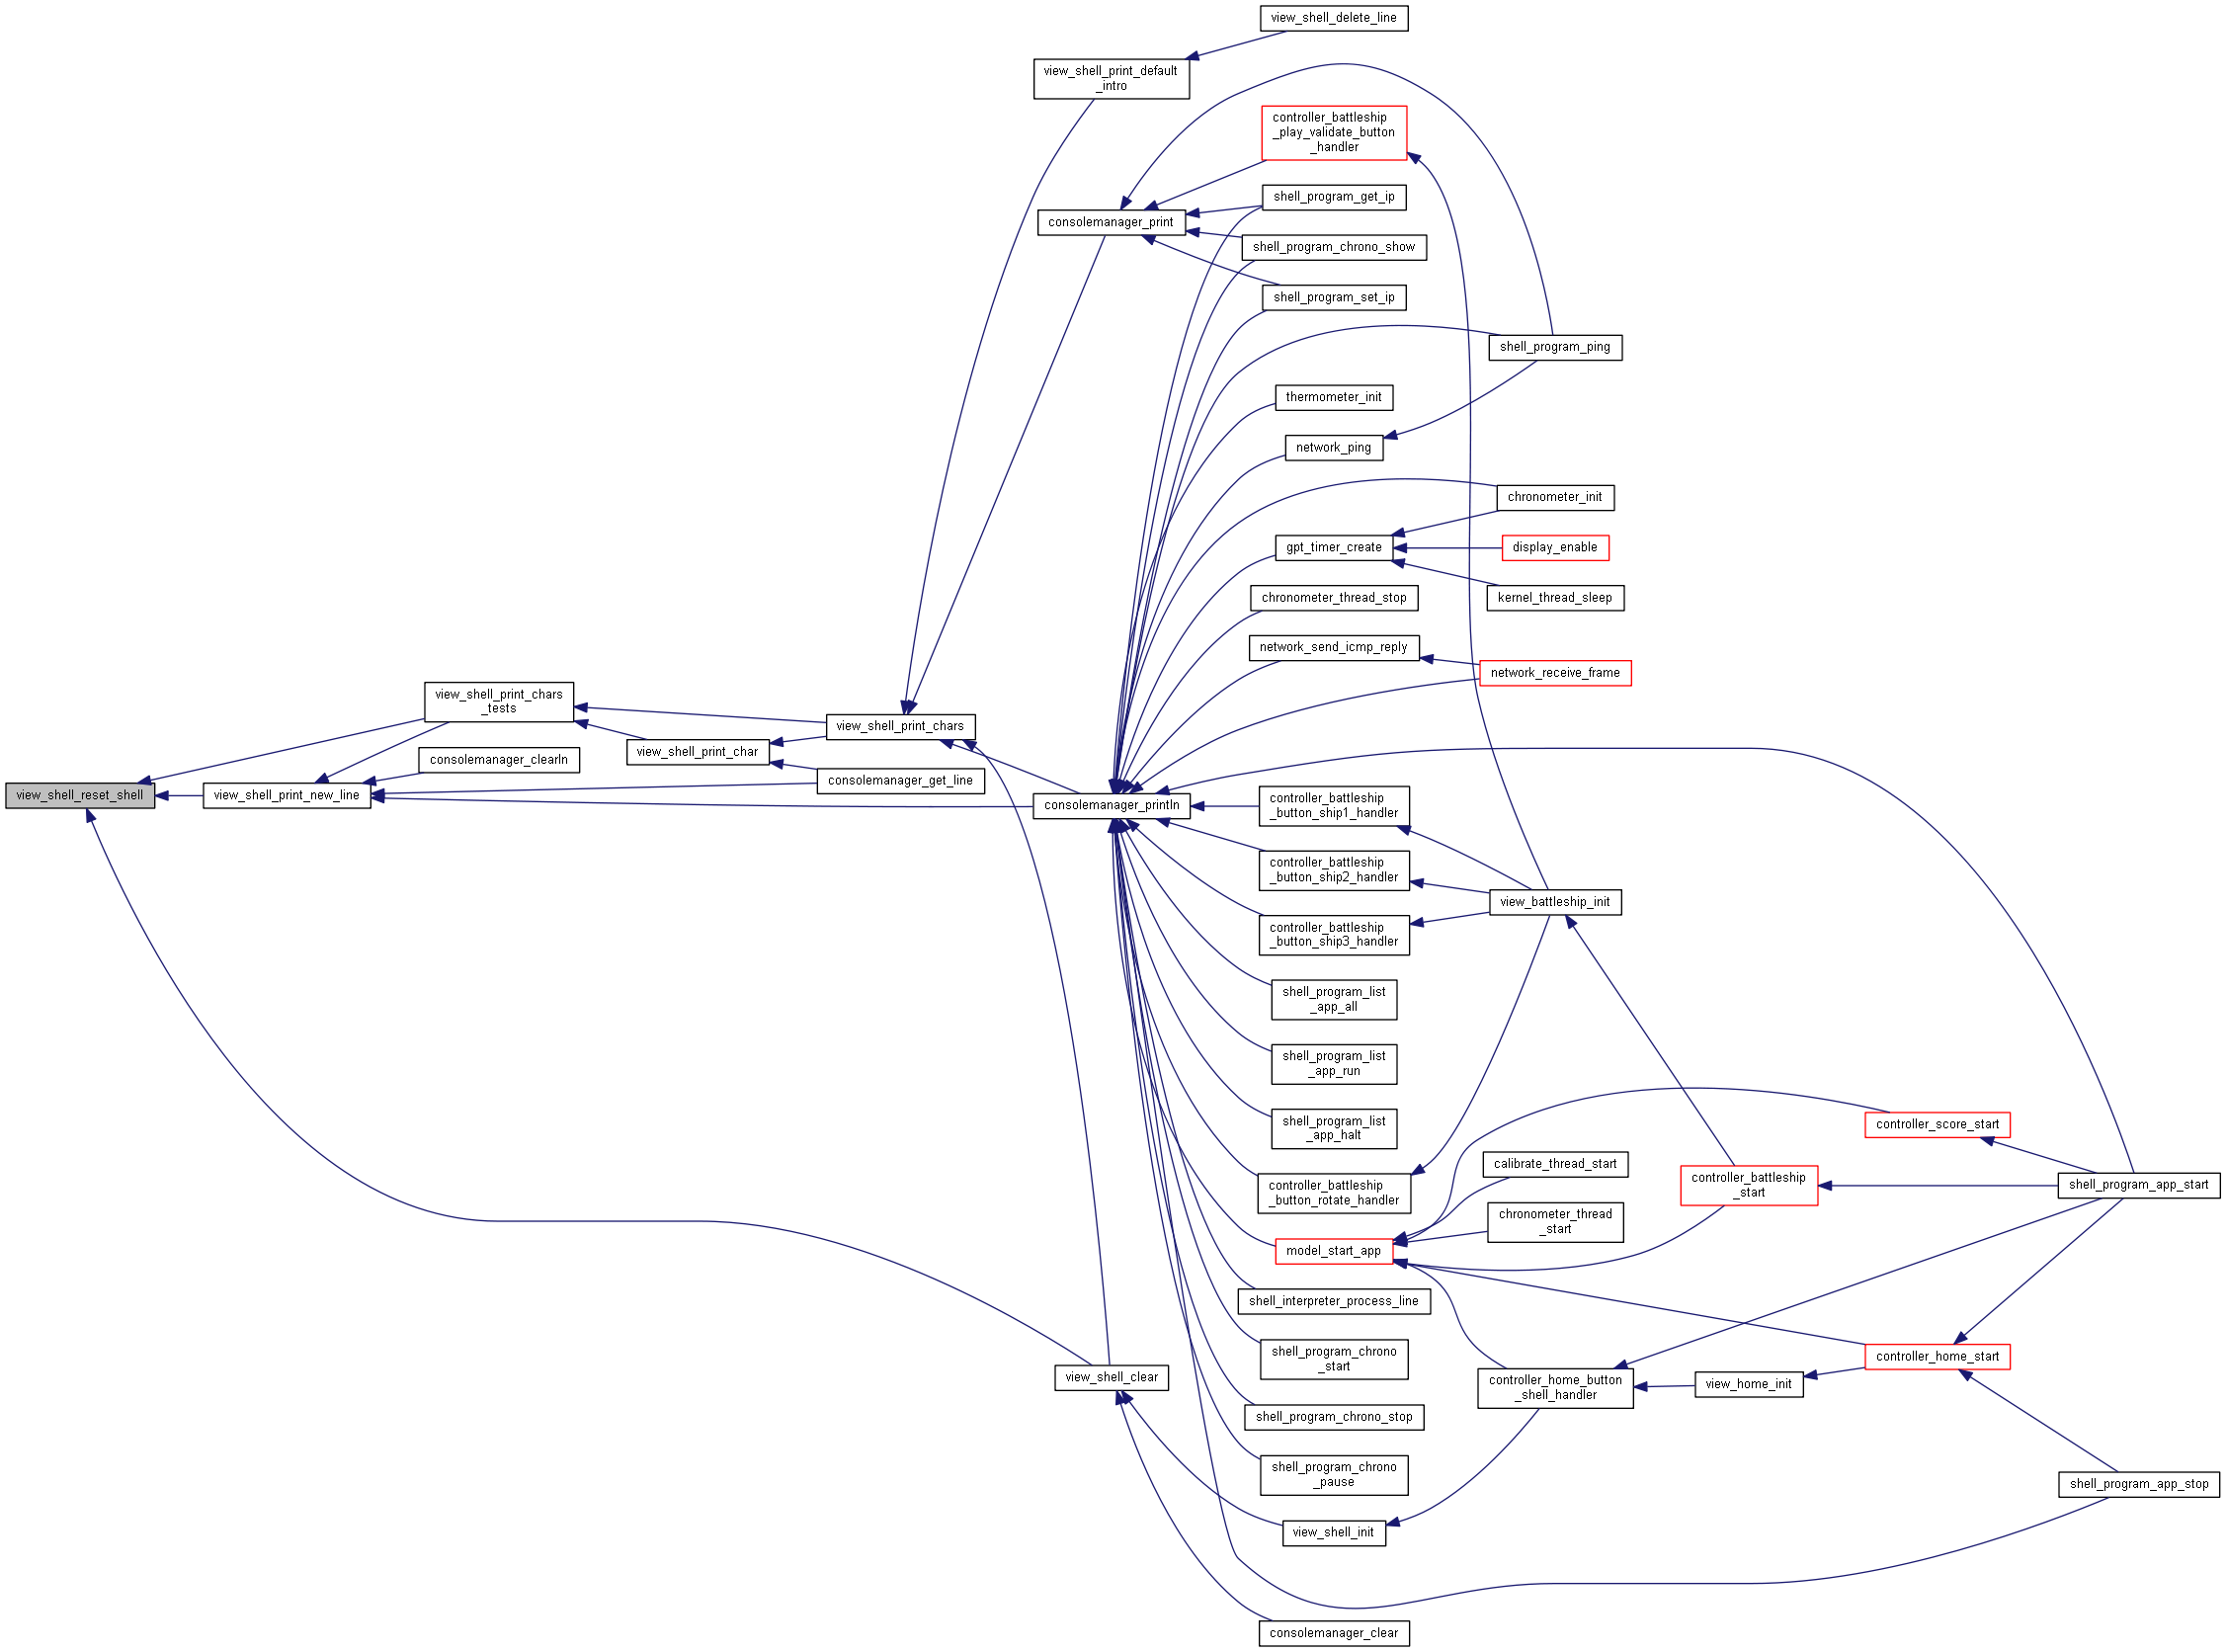 view_shell_delete_line
view_shell_print_default
_intro
controller_battleship
_play_validate_button
_handler
shell_program_get_ip
consolemanager_print
shell_program_chrono_show
shell_program_set_ip
shell_program_ping
thermometer_init
network_ping
chronometer_init
gpt_timer_create
display_enable
chronometer_thread_stop
kernel_thread_sleep
network_send_icmp_reply
network_receive_frame
view_shell_print_chars
_tests
view_shell_print_chars
view_shell_print_char
consolemanager_clearln
consolemanager_get_line
view_shell_reset_shell
view_shell_print_new_line
consolemanager_println
controller_battleship
_button_ship1_handler
controller_battleship
_button_ship2_handler
view_battleship_init
controller_battleship
_button_ship3_handler
shell_program_list
_app_all
shell_program_list
_app_run
shell_program_list
_app_halt
controller_score_start
calibrate_thread_start
controller_battleship
_start
shell_program_app_start
controller_battleship
_button_rotate_handler
chronometer_thread
_start
model_start_app
shell_interpreter_process_line
shell_program_chrono
_start
controller_home_start
view_shell_clear
controller_home_button
_shell_handler
view_home_init
shell_program_chrono_stop
shell_program_chrono
_pause
shell_program_app_stop
view_shell_init
consolemanager_clear